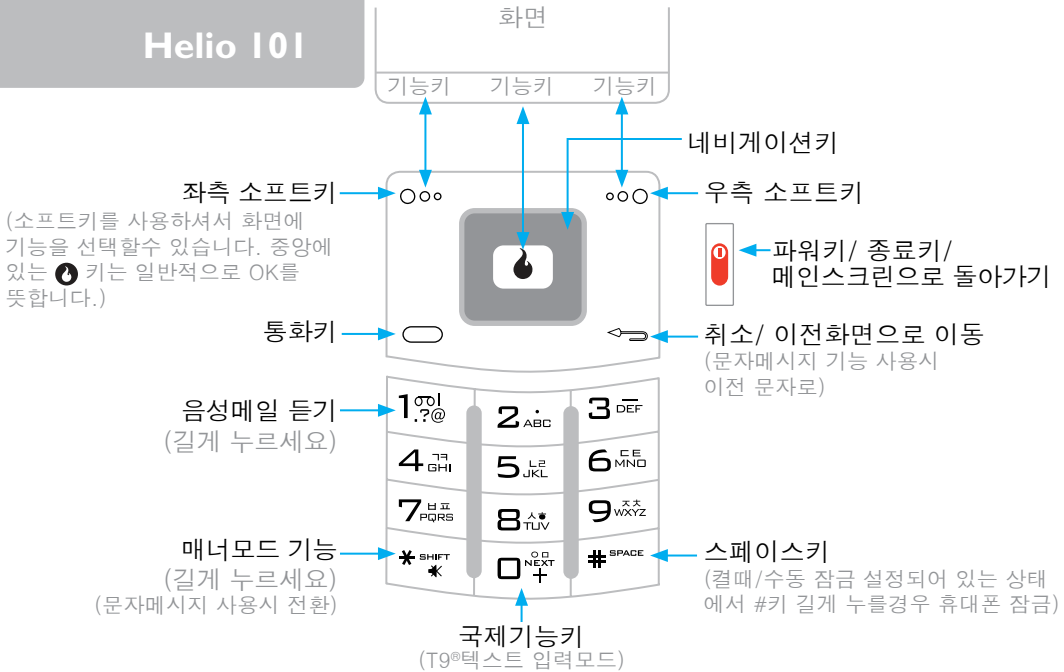 Helio 101
화면
기능키 기능키 기능키
네비게이션키
좌측 소프트키
(소프트키를 사용하셔서 화면에
기능을 선택할수 있습니다. 중앙에
있는 키는 일반적으로 OK를
뜻합니다.)
우측 소프트키
파워키/ 종료키/
메인스크린으로 돌아가기
통화키
취소/ 이전화면으로 이동
(문자메시지 기능 사용시
이전 문자로)
음성메일 듣기
(길게 누르세요)
1 .?@
2 ABC
3 DEF
4 ㄱㅋ GHI
5 ㄴㄹ JKL
6 ㄷㅌ MNO
7 ㅂㅍ PQRS
8 ㅅㅎ TUV
9 ㅈㅊ WXYZ
* SHIFT
0 ㅇㅁ NEXT +
# SPACE
매너모드 기능
(길게 누르세요)
(문자메시지 사용시 전환)
스페이스키
(켤때/수동 잠금 설정되어 있는 상태
에서 #키 길게 누를경우 휴대폰 잠금)
국제기능키
(T9®텍스트 입력모드)